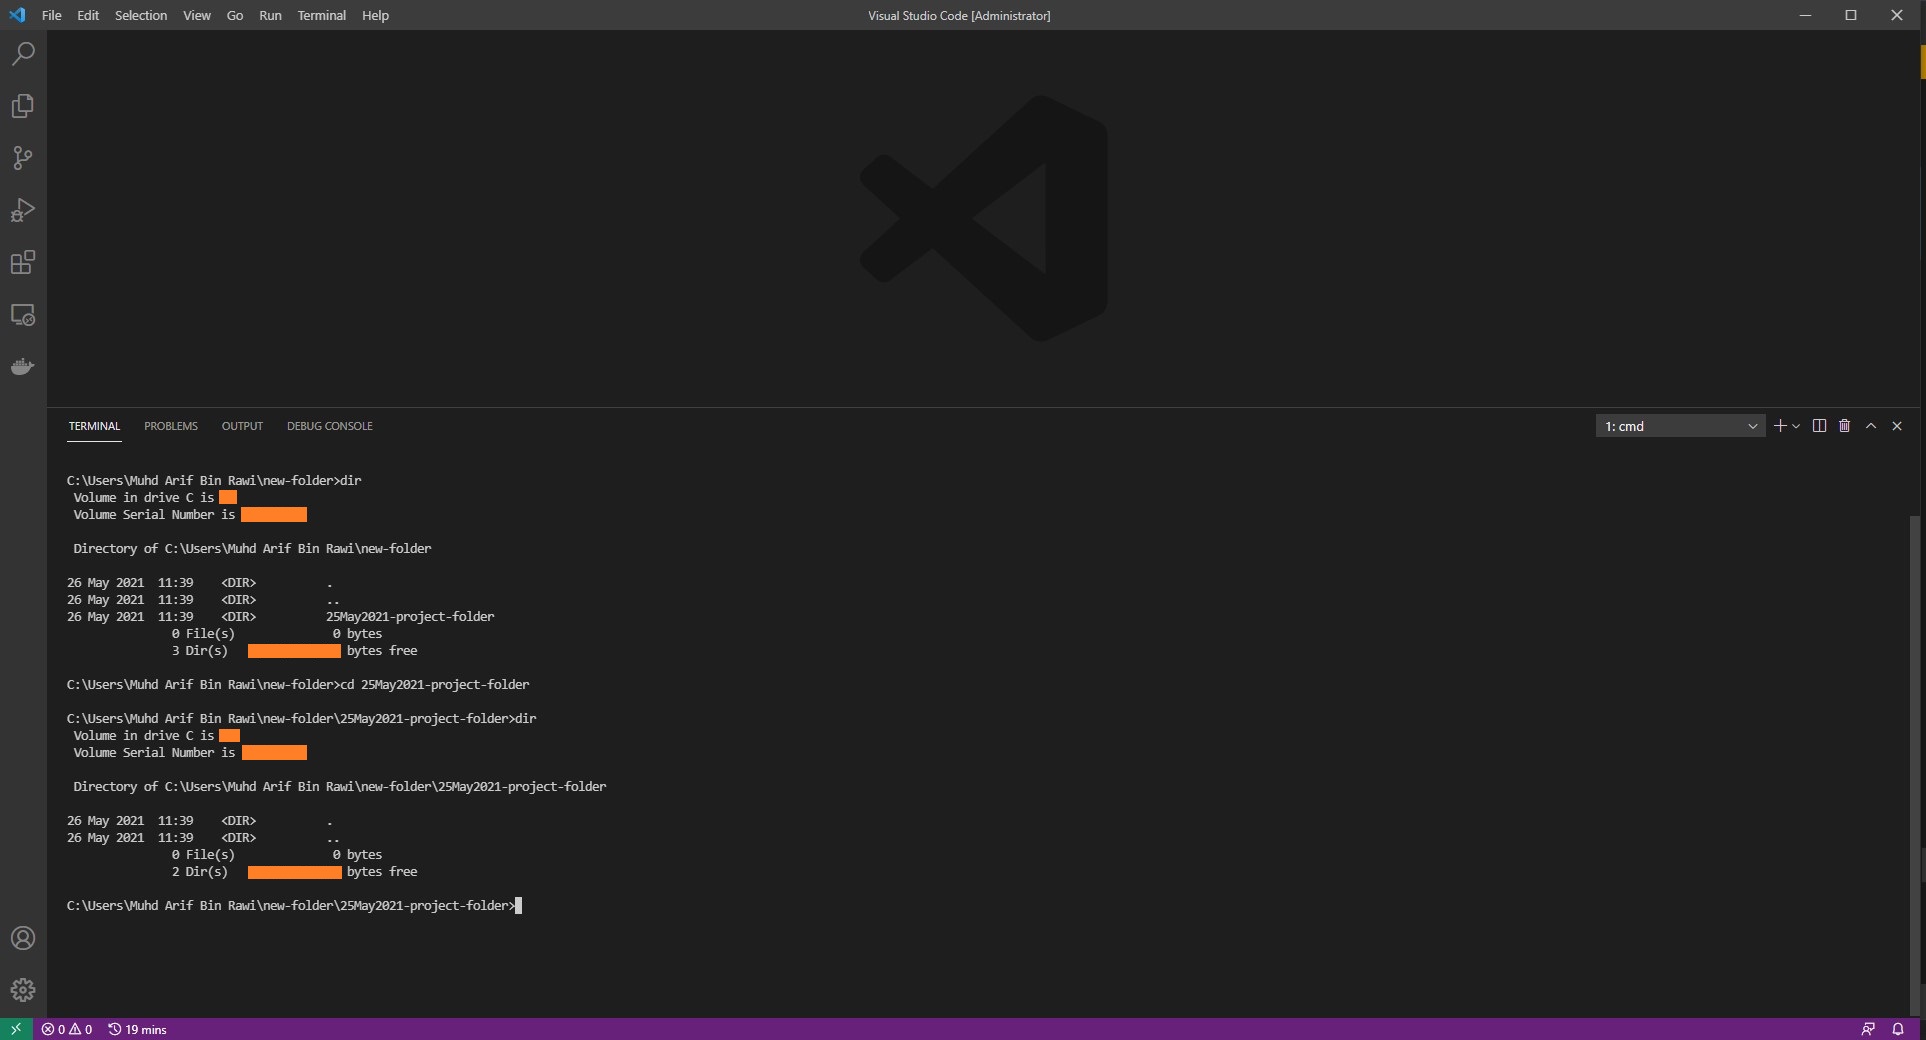 File Edit Selection View Go Run Terminal Help
Visual Studio Code [Administrator]
TERMINAL PROBLEMS OUTPUT DEBUG CONSOLE
1: cmd
C:\Users\Muhd Arif Bin Rawi\new-folder>dir
Volume in drive C is
Volume Serial Number is
Directory of C:\Users\Muhd Arif Bin Rawi\new-folder
26 May 2021  11:39    <DIR>          .
26 May 2021  11:39    <DIR>          ..
26 May 2021  11:39    <DIR>          25May2021-project-folder
0 File(s)              0 bytes
3 Dir(s)   bytes free
C:\Users\Muhd Arif Bin Rawi\new-folder>cd 25May2021-project-folder
C:\Users\Muhd Arif Bin Rawi\new-folder\25May2021-project-folder>dir
Volume in drive C is
Volume Serial Number is
Directory of C:\Users\Muhd Arif Bin Rawi\new-folder\25May2021-project-folder
26 May 2021  11:39    <DIR>          .
26 May 2021  11:39    <DIR>          ..
0 File(s)              0 bytes
2 Dir(s)   bytes free
C:\Users\Muhd Arif Bin Rawi\new-folder\25May2021-project-folder>
0 0 19 mins